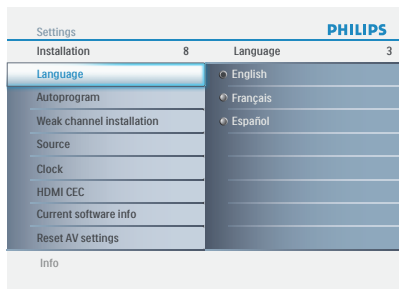 Settings
PHILIPS
Installation 8 Language 3
Language
English
Autoprogram
Français
Weak channel installation
Español
Source
Clock
HDMI CEC
Current software info
Reset AV settings
Info